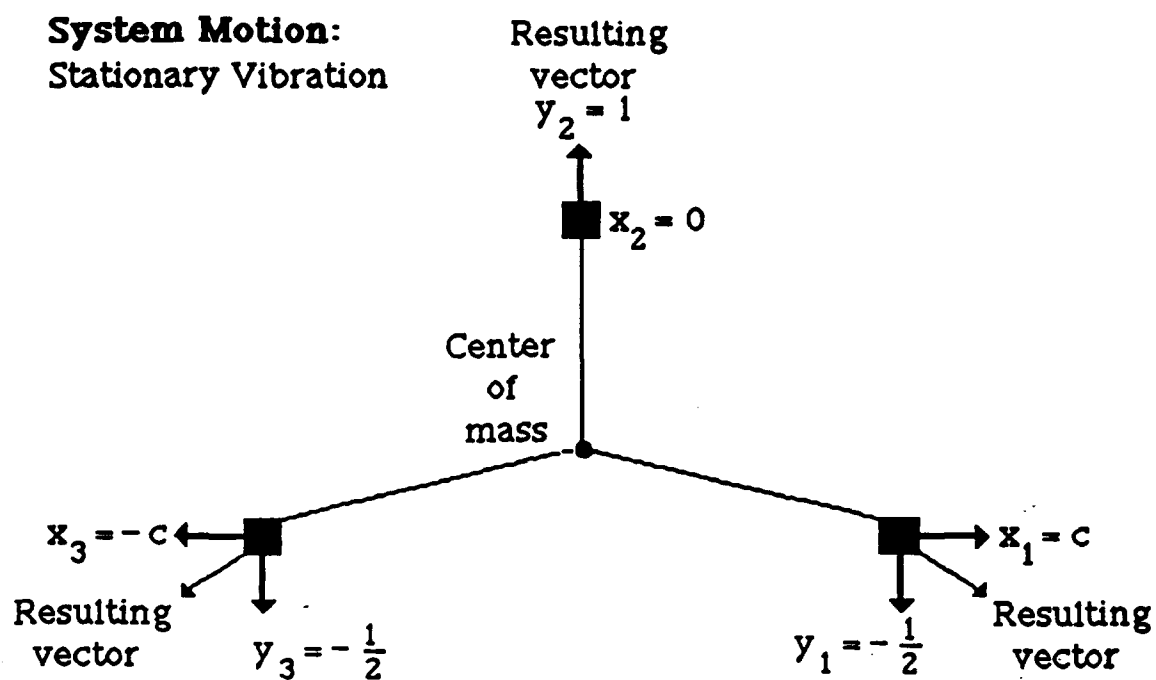 System Motion:
Stationary Vibration
Resulting
vector
y₂ = 1
x₂ = 0
Center
of
mass
x₃ = - c
x₁ = c
Resulting
vector
y₃ = - 1/2
y₁ = - 1/2
Resulting
vector